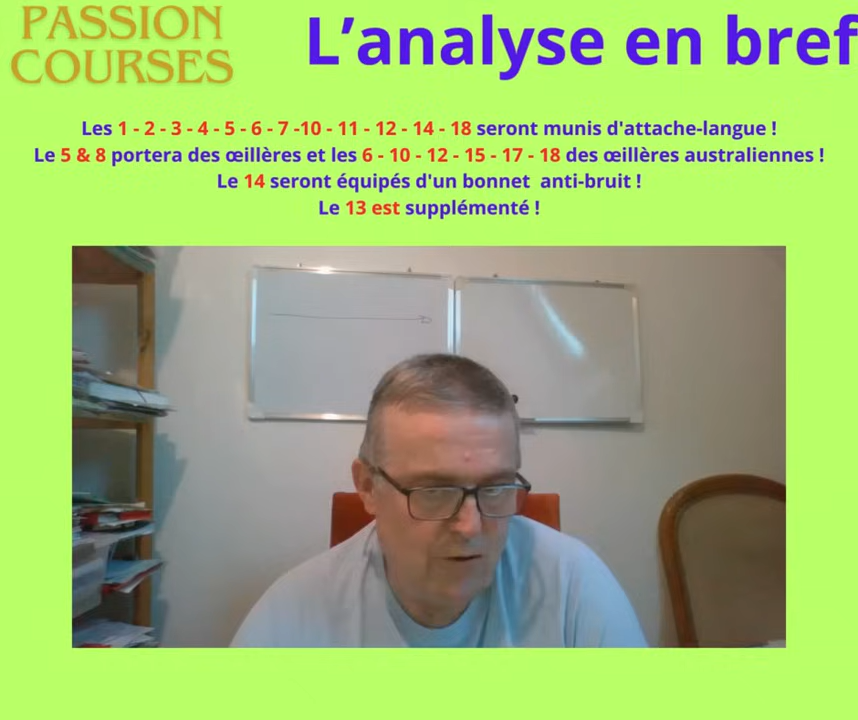 PASSION
COURSES
L’analyse en bref
Les 1 - 2 - 3 - 4 - 5 - 6 - 7 -10 - 11 - 12 - 14 - 18 seront munis d'attache-langue !
Le 5 & 8 portera des œillères et les 6 - 10 - 12 - 15 - 17 - 18 des œillères australiennes !
Le 14 seront équipés d'un bonnet  anti-bruit !
Le 13 est supplémenté !